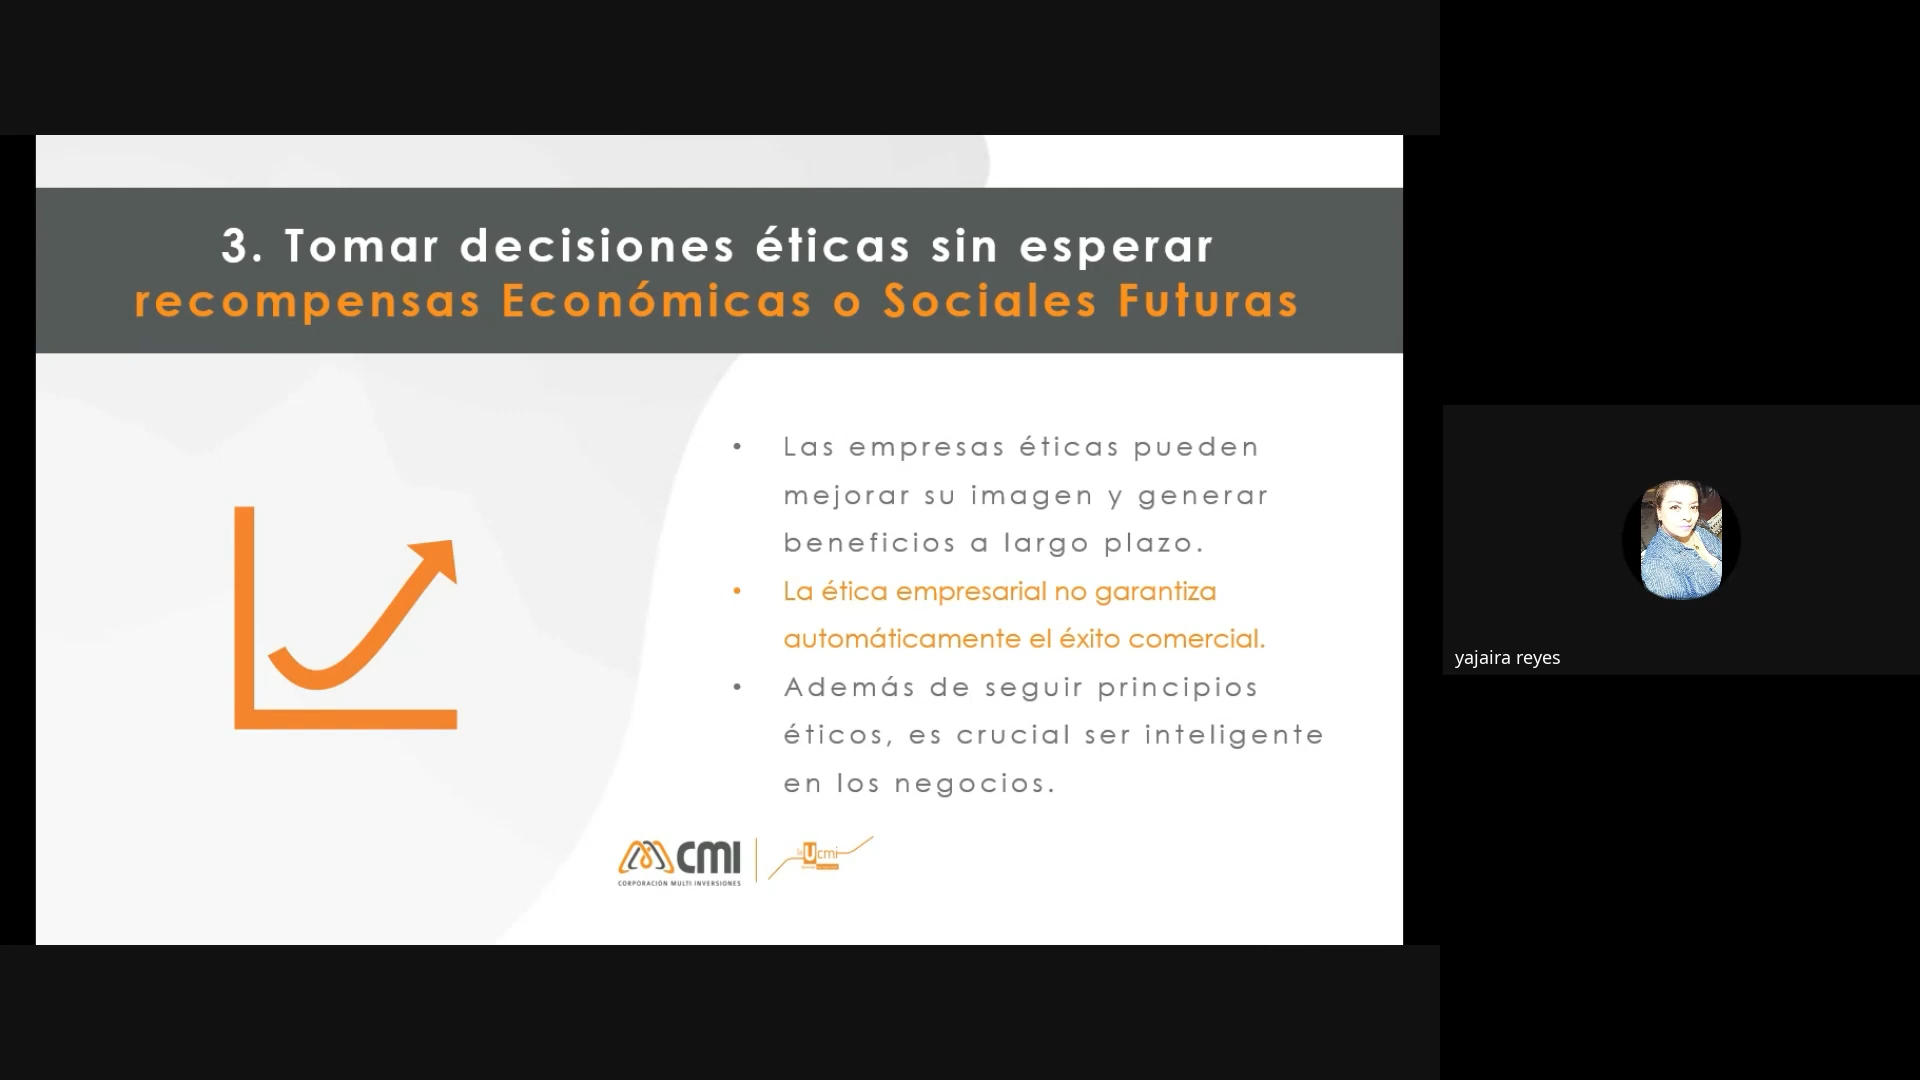 3. Tomar decisiones éticas sin esperar
recompensas Económicas o Sociales Futuras
• Las empresas éticas pueden
mejorar su imagen y generar
beneficios a largo plazo.
• La ética empresarial no garantiza
automáticamente el éxito comercial.
• Además de seguir principios
éticos, es crucial ser inteligente
en los negocios.
cmi
CORPORACIÓN MULTI INVERSIONES
Ucmi
yajaira reyes